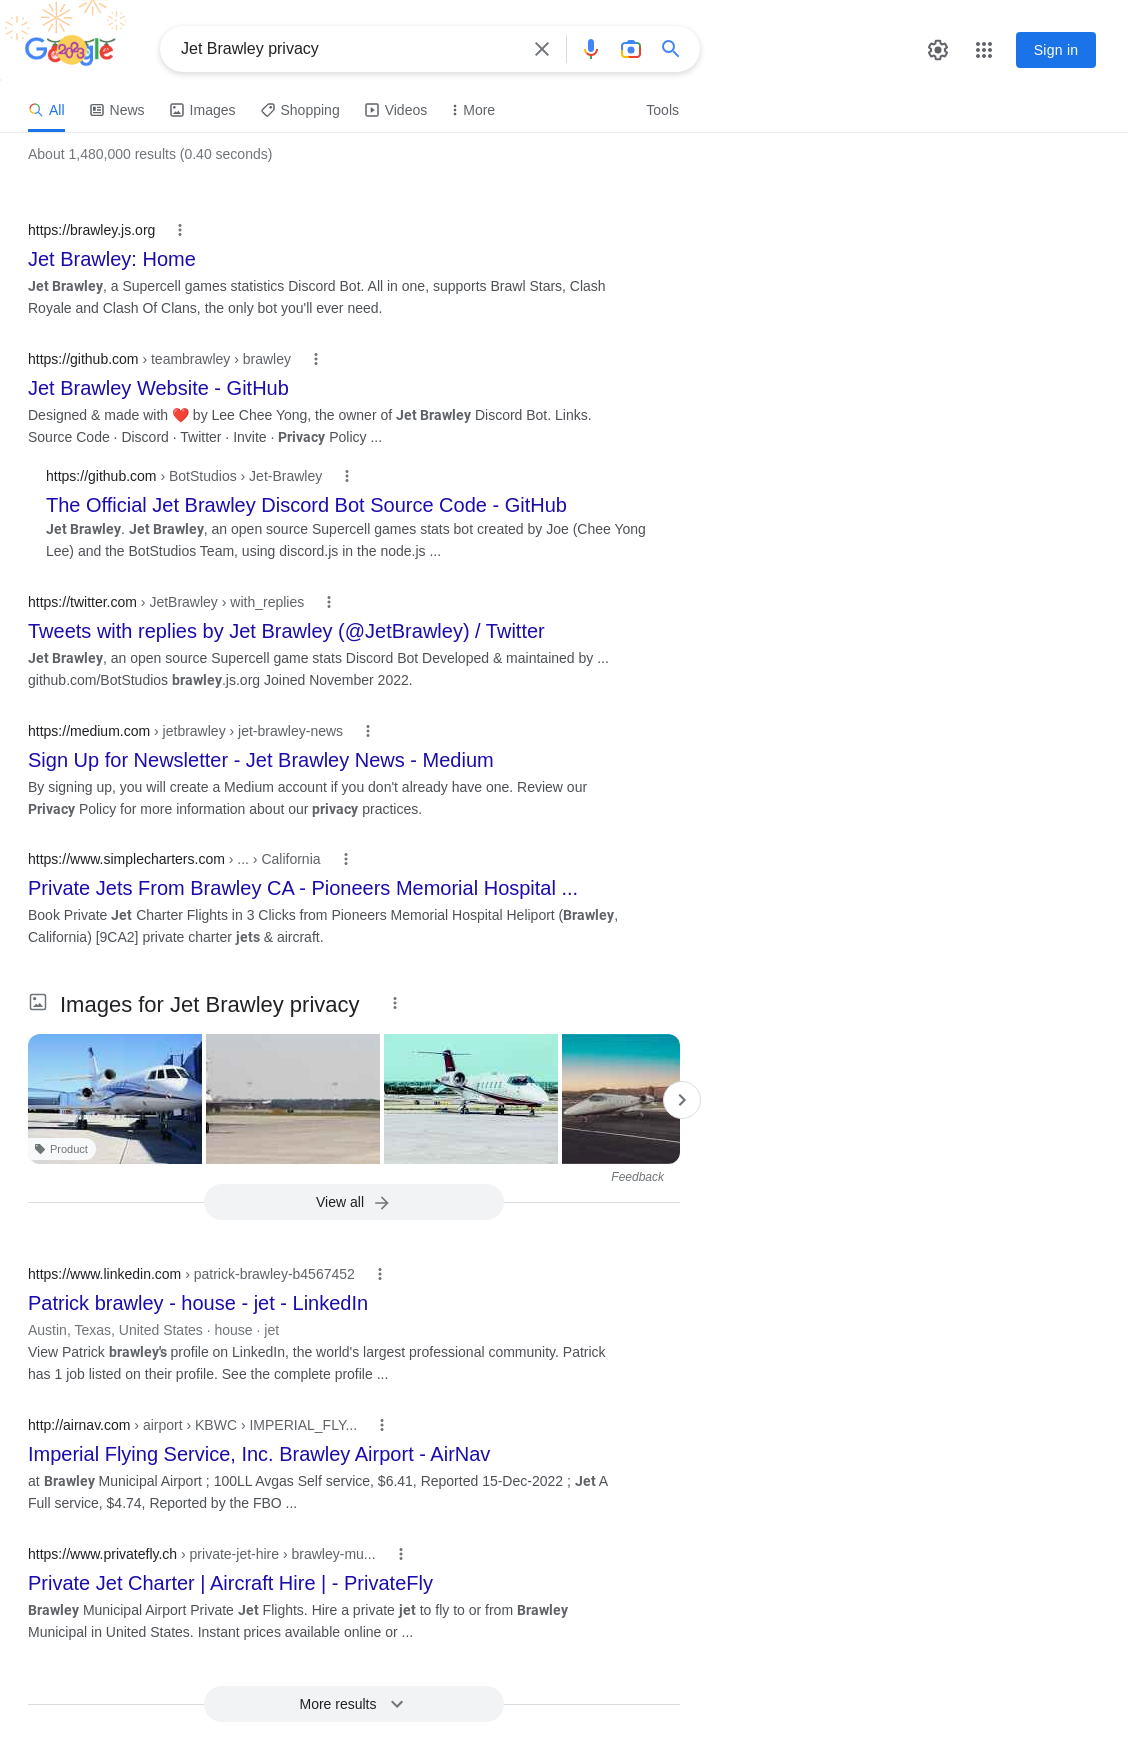 Google
2023
Jet Brawley privacy
Sign in
All
News
Images
Shopping
Videos
More
Tools
About 1,480,000 results (0.40 seconds)
https://brawley.js.org
Jet Brawley: Home
Jet Brawley, a Supercell games statistics Discord Bot. All in one, supports Brawl Stars, Clash
Royale and Clash Of Clans, the only bot you'll ever need.
https://github.com › teambrawley › brawley
Jet Brawley Website - GitHub
Designed & made with ❤️ by Lee Chee Yong, the owner of Jet Brawley Discord Bot. Links.
Source Code · Discord · Twitter · Invite · Privacy Policy ...
https://github.com › BotStudios › Jet-Brawley
The Official Jet Brawley Discord Bot Source Code - GitHub
Jet Brawley. Jet Brawley, an open source Supercell games stats bot created by Joe (Chee Yong
Lee) and the BotStudios Team, using discord.js in the node.js ...
https://twitter.com › JetBrawley › with_replies
Tweets with replies by Jet Brawley (@JetBrawley) / Twitter
Jet Brawley, an open source Supercell game stats Discord Bot Developed & maintained by ...
github.com/BotStudios brawley.js.org Joined November 2022.
https://medium.com › jetbrawley › jet-brawley-news
Sign Up for Newsletter - Jet Brawley News - Medium
By signing up, you will create a Medium account if you don't already have one. Review our
Privacy Policy for more information about our privacy practices.
https://www.simplecharters.com › ... › California
Private Jets From Brawley CA - Pioneers Memorial Hospital ...
Book Private Jet Charter Flights in 3 Clicks from Pioneers Memorial Hospital Heliport (Brawley,
California) [9CA2] private charter jets & aircraft.
Images for Jet Brawley privacy
Product
Feedback
View all
https://www.linkedin.com › patrick-brawley-b4567452
Patrick brawley - house - jet - LinkedIn
Austin, Texas, United States · house · jet
View Patrick brawley's profile on LinkedIn, the world's largest professional community. Patrick
has 1 job listed on their profile. See the complete profile ...
http://airnav.com › airport › KBWC › IMPERIAL_FLY...
Imperial Flying Service, Inc. Brawley Airport - AirNav
at Brawley Municipal Airport ; 100LL Avgas Self service, $6.41, Reported 15-Dec-2022 ; Jet A
Full service, $4.74, Reported by the FBO ...
https://www.privatefly.ch › private-jet-hire › brawley-mu...
Private Jet Charter | Aircraft Hire | - PrivateFly
Brawley Municipal Airport Private Jet Flights. Hire a private jet to fly to or from Brawley
Municipal in United States. Instant prices available online or ...
More results